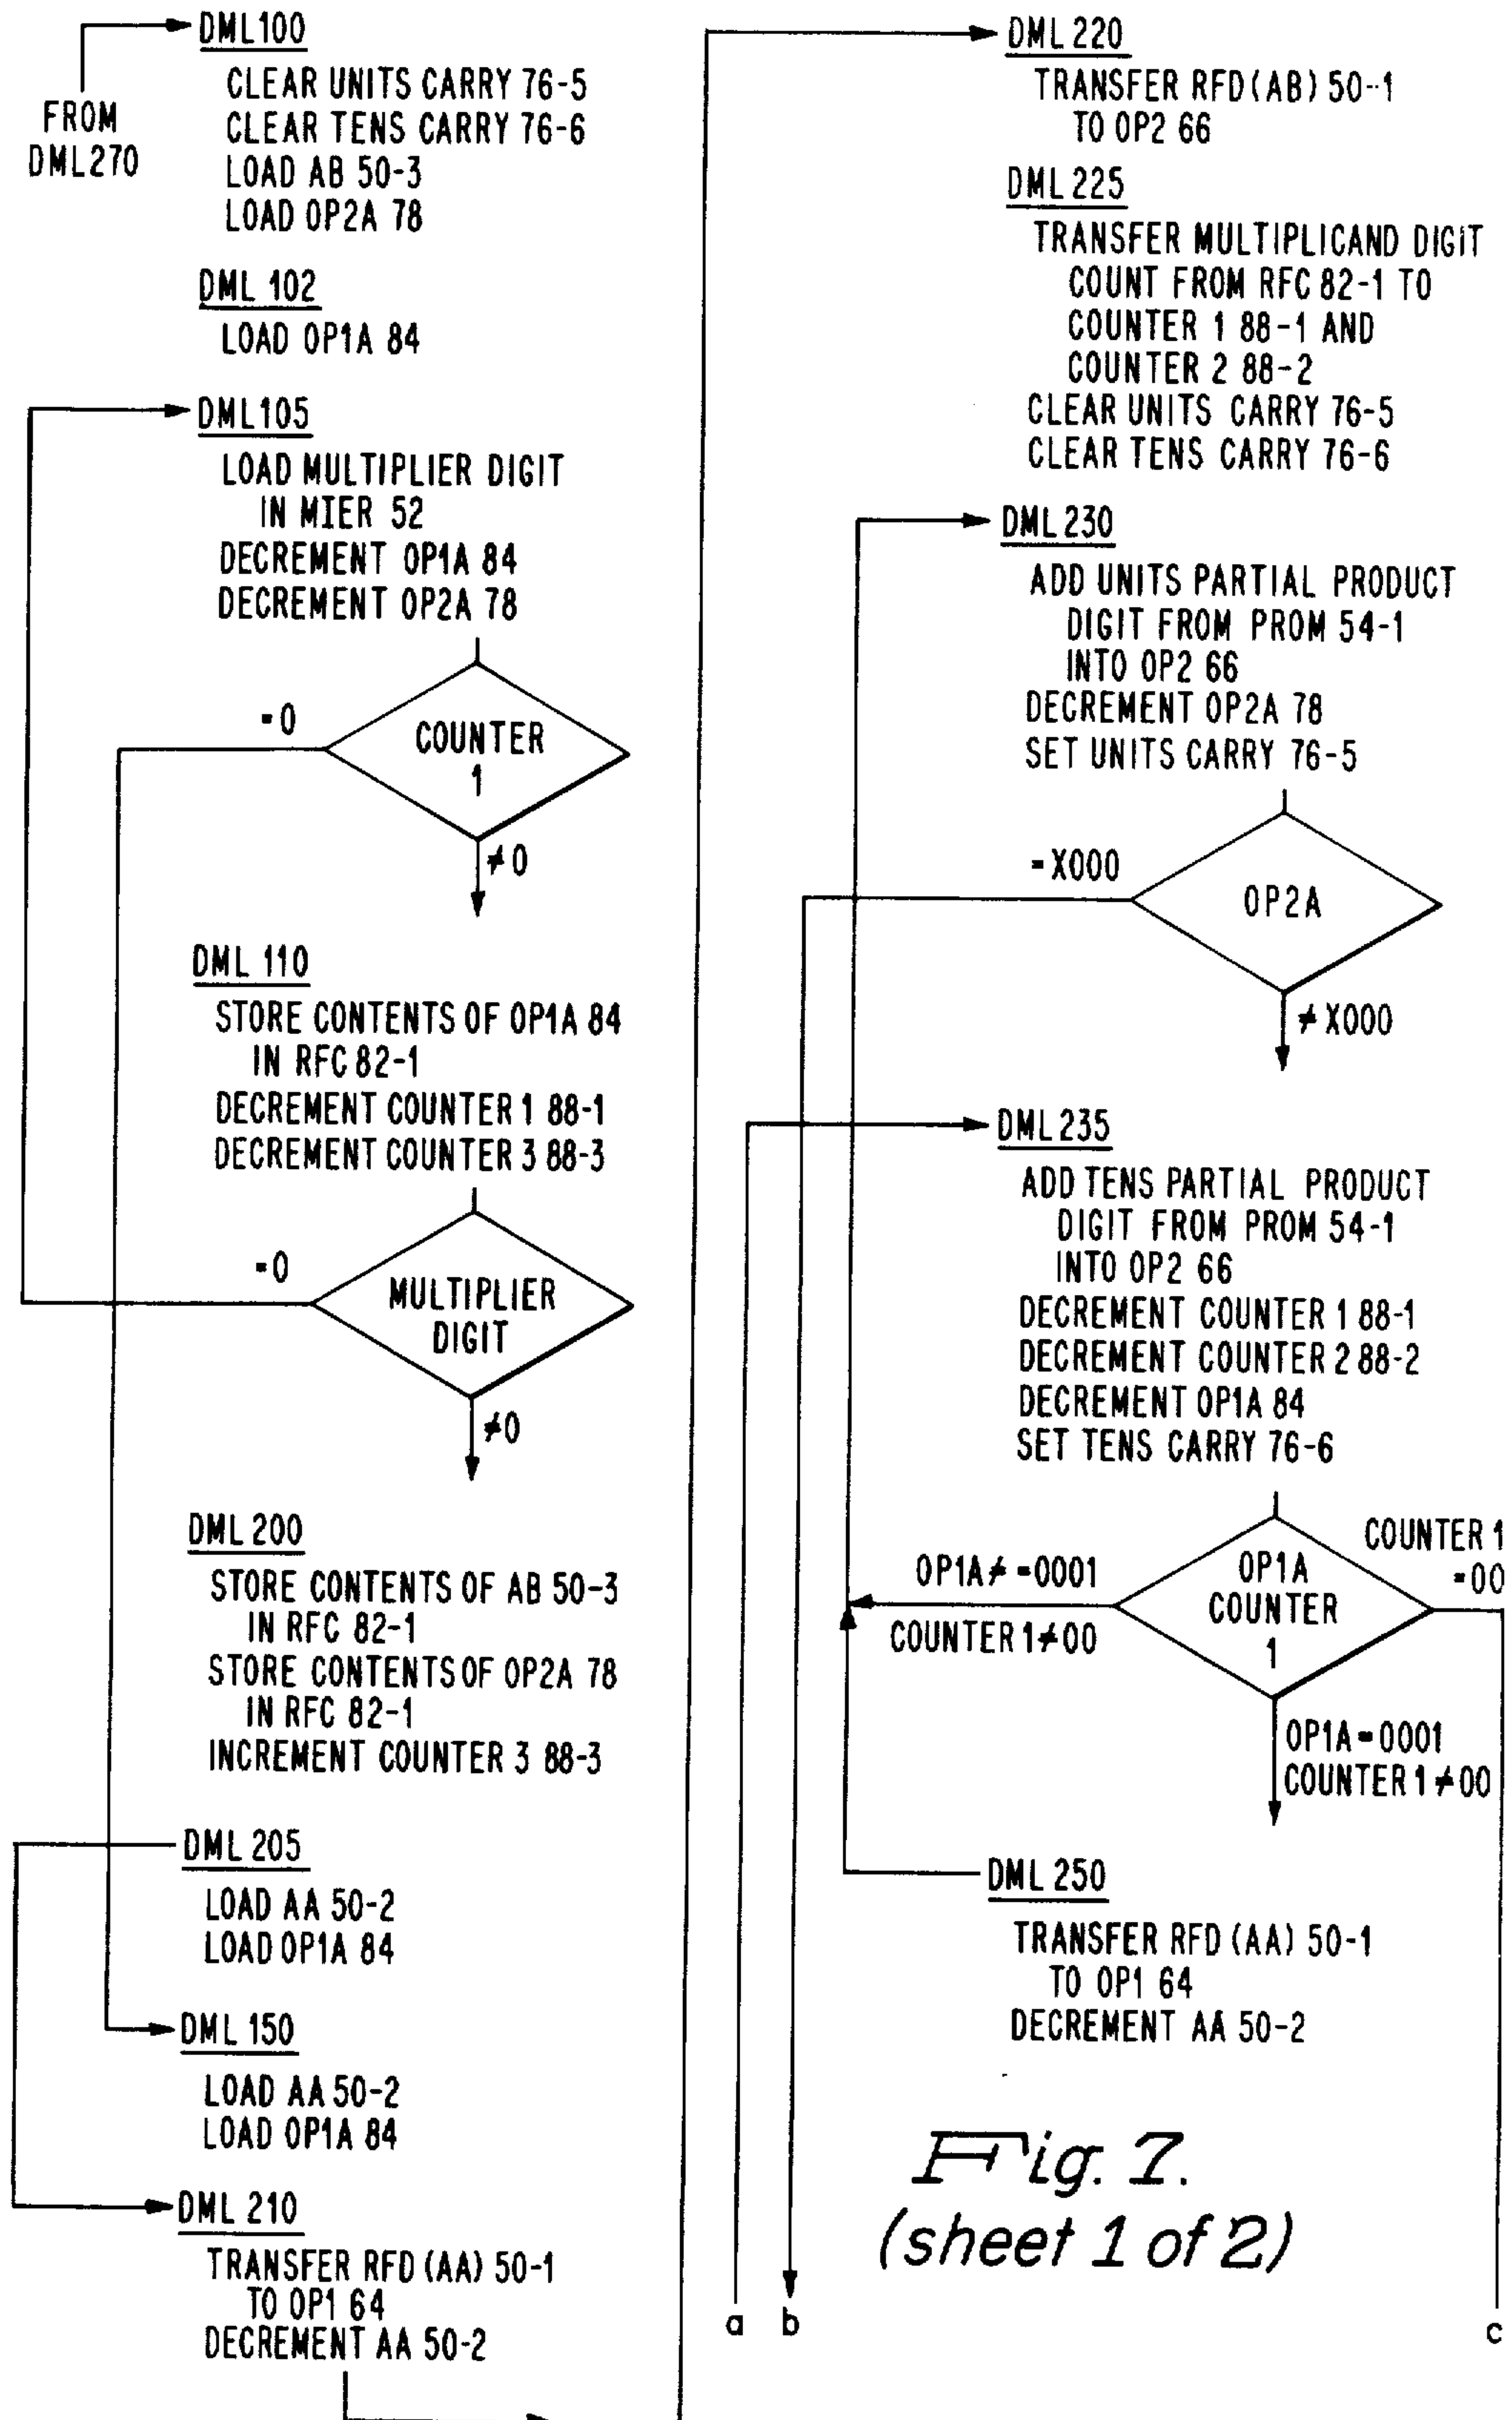 DML100
CLEAR UNITS CARRY 76-5
CLEAR TENS CARRY 76-6
LOAD AB 50-3
LOAD OP2A 78
FROM
DML270
DML 102
LOAD OP1A 84
DML105
LOAD MULTIPLIER DIGIT
IN MIER 52
DECREMENT OP1A 84
DECREMENT OP2A 78
=0
COUNTER
1
≠0
DML 110
STORE CONTENTS OF OP1A 84
IN RFC 82-1
DECREMENT COUNTER 1 88-1
DECREMENT COUNTER 3 88-3
=0
MULTIPLIER
DIGIT
≠0
DML 200
STORE CONTENTS OF AB 50-3
IN RFC 82-1
STORE CONTENTS OF OP2A 78
IN RFC 82-1
INCREMENT COUNTER 3 88-3
DML 205
LOAD AA 50-2
LOAD OP1A 84
DML 150
LOAD AA 50-2
LOAD OP1A 84
DML 210
TRANSFER RFD (AA) 50-1
TO OP1 64
DECREMENT AA 50-2
DML 220
TRANSFER RFD (AB) 50-1
TO OP2 66
DML 225
TRANSFER MULTIPLICAND DIGIT
COUNT FROM RFC 82-1 TO
COUNTER 1 88-1 AND
COUNTER 2 88-2
CLEAR UNITS CARRY 76-5
CLEAR TENS CARRY 76-6
DML230
ADD UNITS PARTIAL PRODUCT
DIGIT FROM PROM 54-1
INTO OP2 66
DECREMENT OP2A 78
SET UNITS CARRY 76-5
=X000
OP2A
≠X000
DML235
ADD TENS PARTIAL PRODUCT
DIGIT FROM PROM 54-1
INTO OP2 66
DECREMENT COUNTER 1 88-1
DECREMENT COUNTER 2 88-2
DECREMENT OP1A 84
SET TENS CARRY 76-6
OP1A≠=0001
COUNTER 1≠00
OP1A
COUNTER
1
COUNTER 1
=00
OP1A=0001
COUNTER 1≠00
DML 250
TRANSFER RFD (AA) 50-1
TO OP1 64
DECREMENT AA 50-2
Fig. 7.
(sheet 1 of 2)
a
b
c